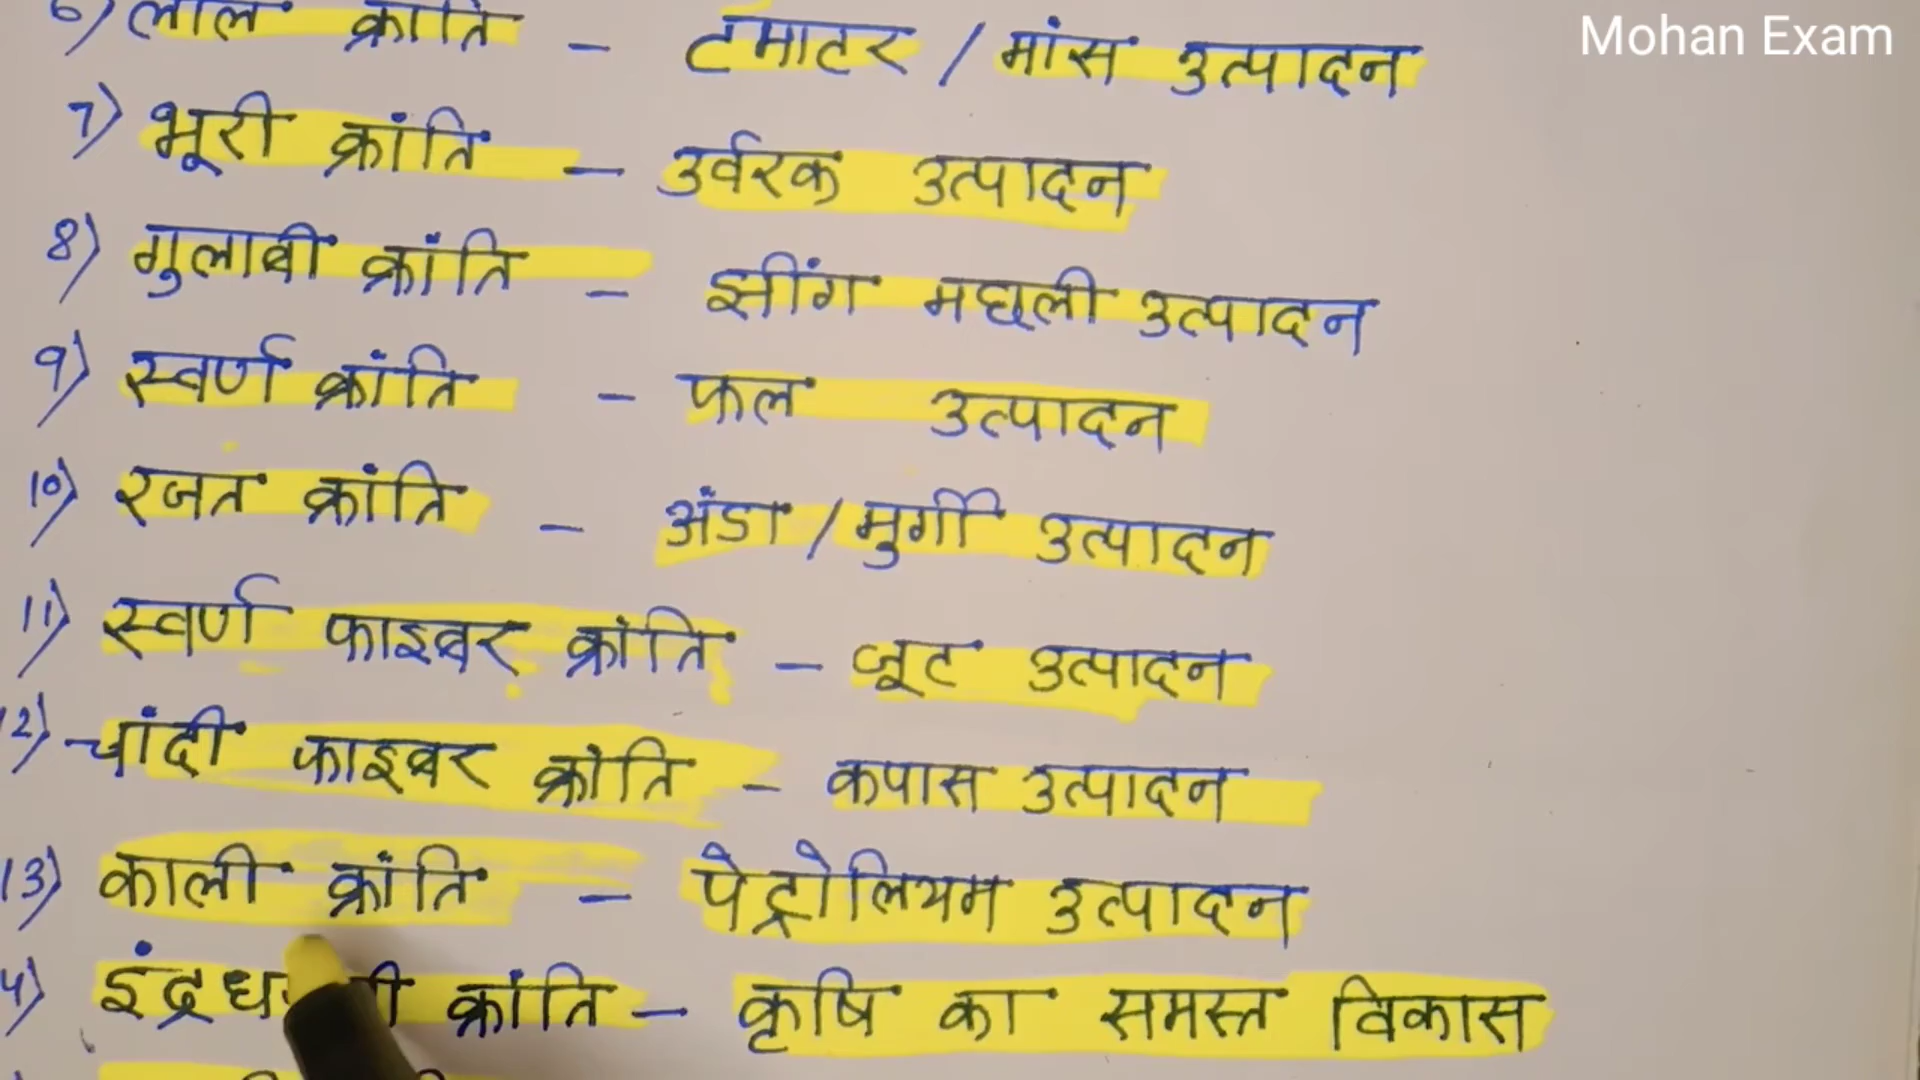 Mohan Exam
6) लाल क्रांति - टमाटर / मांस उत्पादन
7) भूरी क्रांति - उर्वरक उत्पादन
8) गुलाबी क्रांति - झींगा मछली उत्पादन
9) स्वर्ण क्रांति - फल उत्पादन
10) रजत क्रांति - अंडा / मुर्गी उत्पादन
11) स्वर्ण फाइबर क्रांति - जूट उत्पादन
12) चांदी फाइबर क्रांति - कपास उत्पादन
13) काली क्रांति - पेट्रोलियम उत्पादन
4) क्रांति - कृषि का समस्त विकास